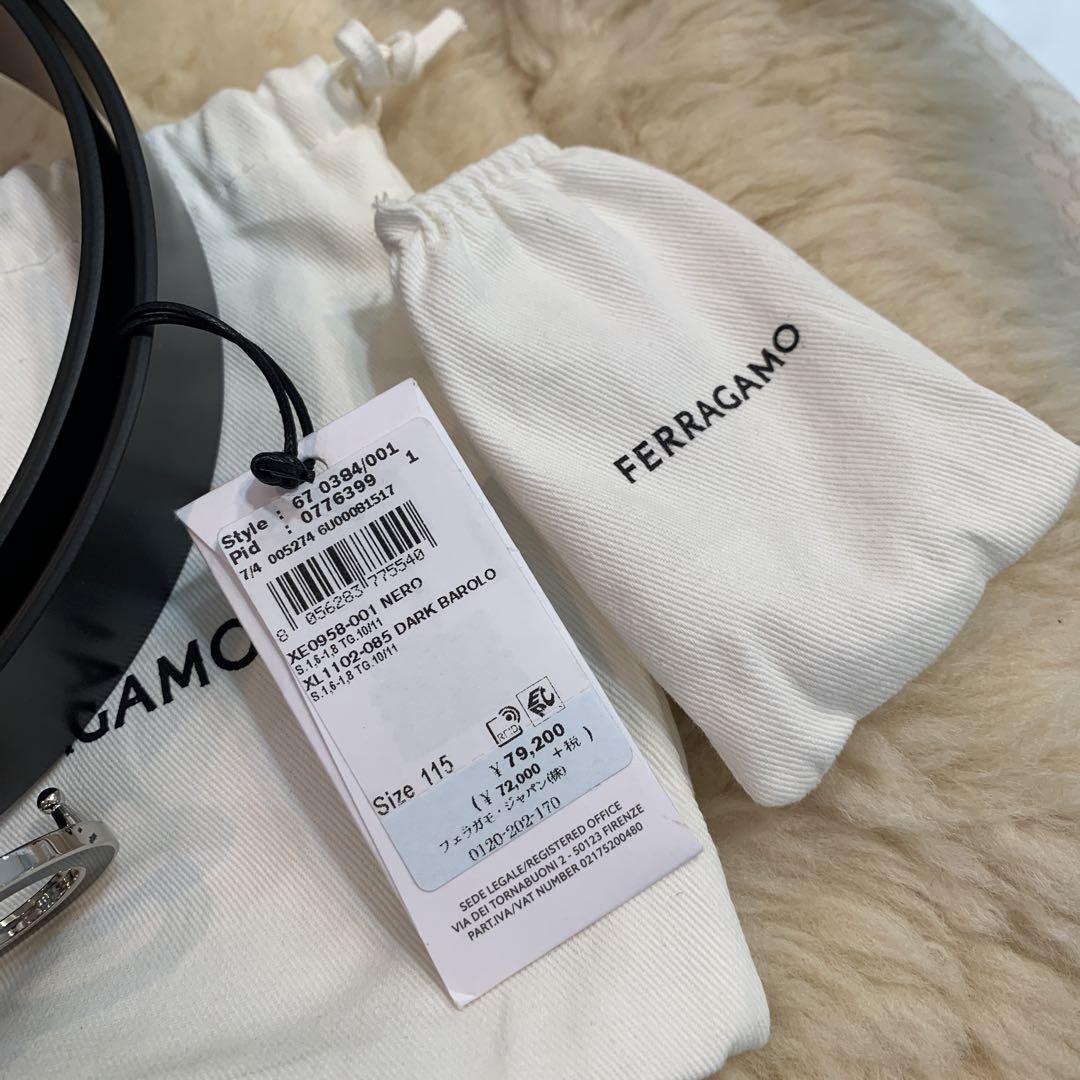 FERRAGAMO
AGAMO
Style : 67 0384/001
Pid : 0776399 1
7/4 005274 6U00081517
8 056283 775540
XE0958-001 NERO
S.1,6-1,8 TG.10/11
XL1102-085 DARK BAROLO
S.1,6-1,8 TG.10/11
RFID
Size 115
¥ 79,200
(¥ 72,000 +税)
フェラガモ・ジャパン(株)
0120-202-170
SEDE LEGALE/REGISTERED OFFICE
VIA DEI TORNABUONI 2 - 50123 FIRENZE
PART.IVA/VAT NUMBER 02175200480